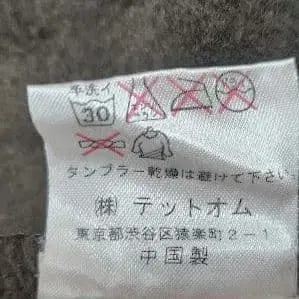 手洗イ
30
タンブラー乾燥は避けて下さい
(株) テットオム
東京都渋谷区猿楽町2-1
中国製